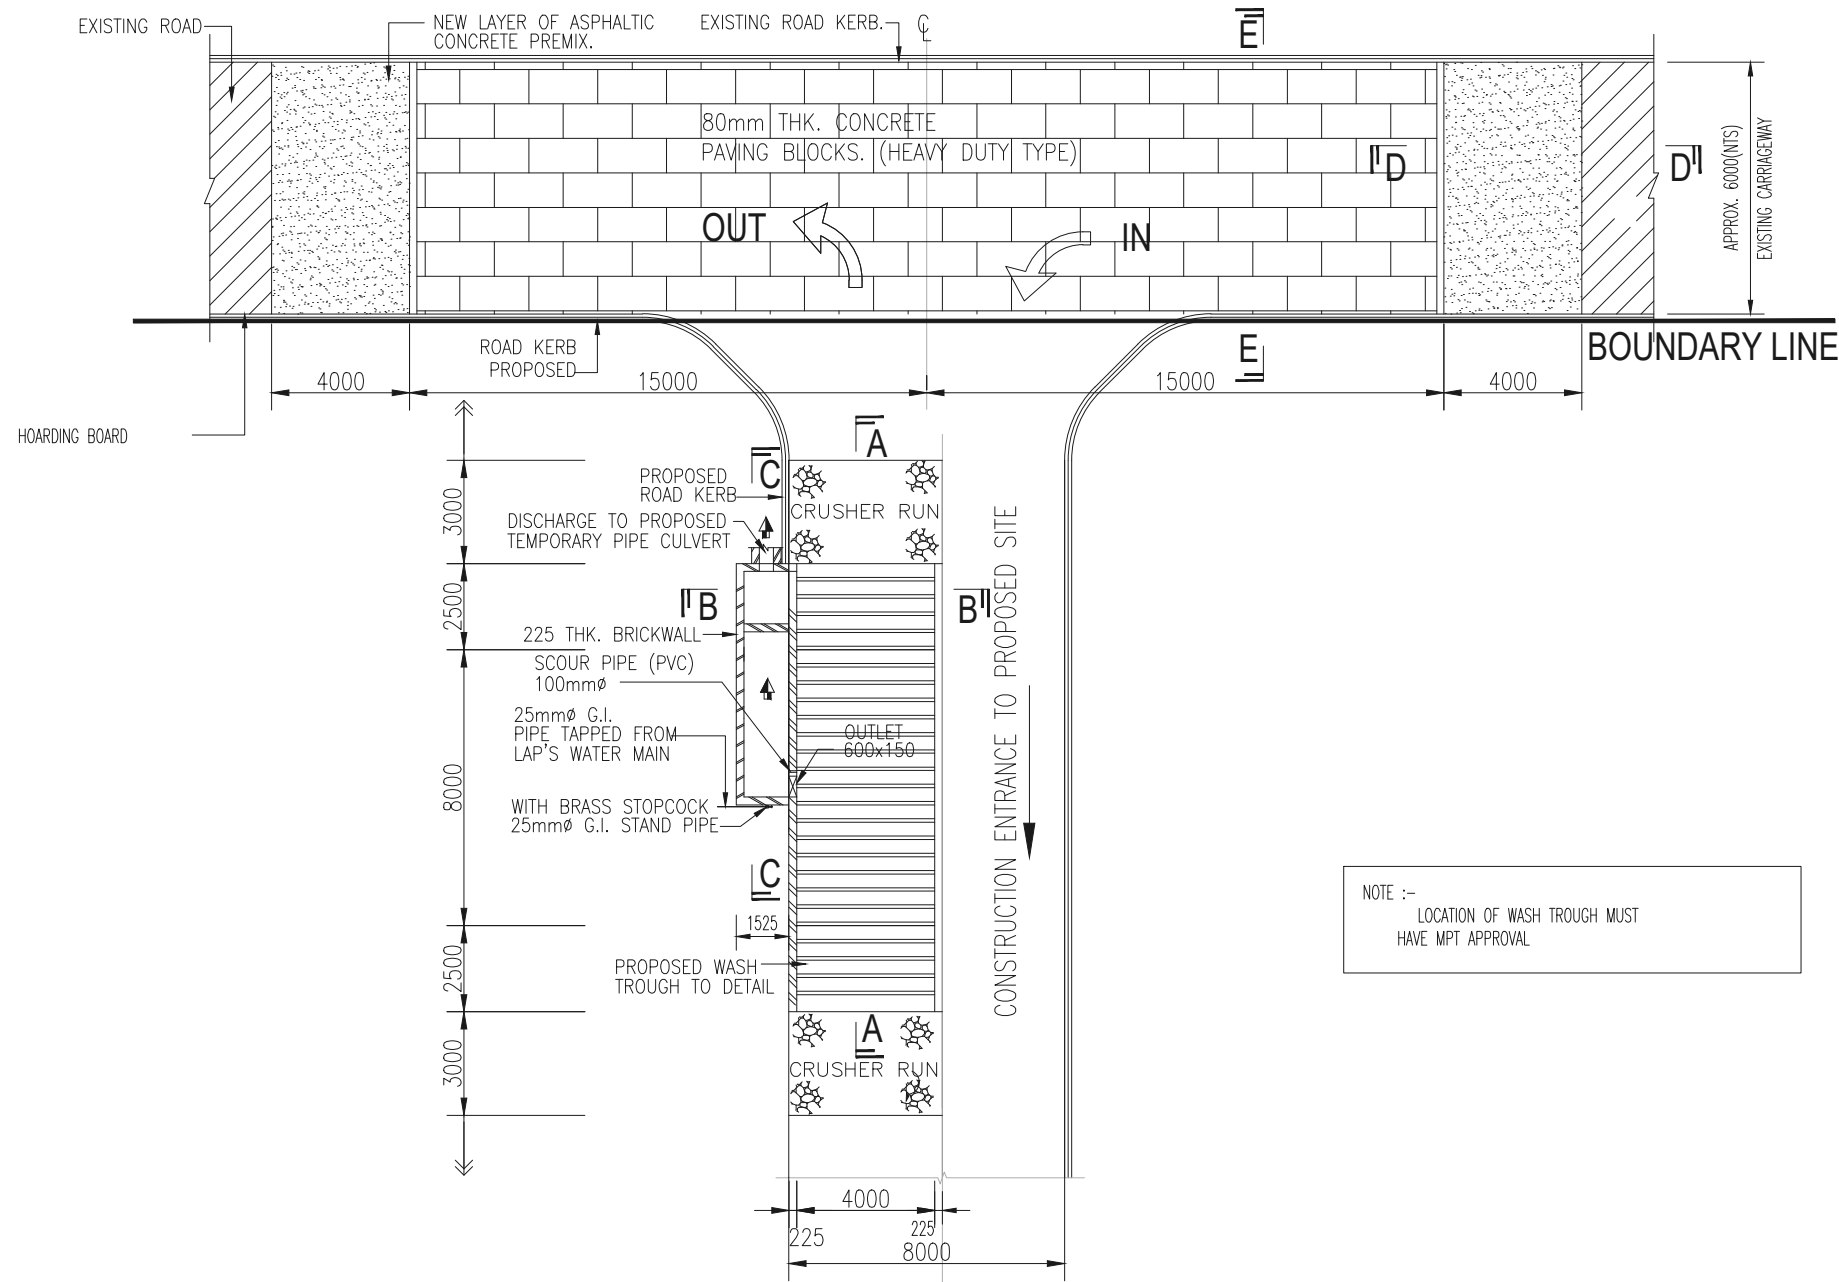 EXISTING ROAD
NEW LAYER OF ASPHALTIC
CONCRETE PREMIX.
EXISTING ROAD KERB.
℄
E
80mm THK. CONCRETE
PAVING BLOCKS. (HEAVY DUTY TYPE)
D
D
APPROX. 6000(NTS)
EXISTING CARRIAGEWAY
OUT
IN
ROAD KERB
PROPOSED
E
BOUNDARY LINE
4000
15000
15000
4000
HOARDING BOARD
A
C
PROPOSED
ROAD KERB
3000
CRUSHER RUN
DISCHARGE TO PROPOSED
TEMPORARY PIPE CULVERT
2500
B
B
225 THK. BRICKWALL
SCOUR PIPE (PVC)
100mmø
25mmø G.I.
PIPE TAPPED FROM
LAP'S WATER MAIN
OUTLET
600x150
8000
WITH BRASS STOPCOCK
25mmø G.I. STAND PIPE
CONSTRUCTION ENTRANCE TO PROPOSED SITE
C
1525
NOTE :-
LOCATION OF WASH TROUGH MUST
HAVE MPT APPROVAL
2500
PROPOSED WASH
TROUGH TO DETAIL
A
3000
CRUSHER RUN
4000
225
225
8000